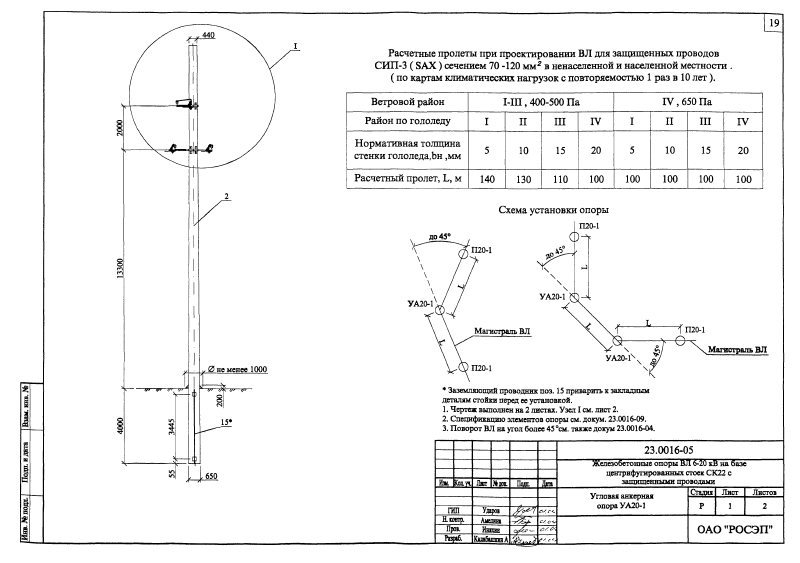 19
440
1
2000
2
13300
Ø не менее 1000
200
4000
3445
15*
55
650
Расчетные пролеты при проектировании ВЛ для защищенных проводов
СИП-3 ( SAX ) сечением 70 -120 мм² в ненаселенной и населенной местности .
( по картам климатических нагрузок с повторяемостью 1 раз в 10 лет ).
Ветровой район I-III , 400-500 Па IV , 650 Па
Район по гололеду I II III IV I II III IV
Нормативная толщина
стенки гололеда,bн ,мм 5 10 15 20 5 10 15 20
Расчетный пролет, L, м 140 130 110 100 100 100 100 100
Схема установки опоры
до 45°
П20-1
L
УА20-1
L
Магистраль ВЛ
П20-1
П20-1
до 45°
L
УА20-1
L
L
П20-1
до 45°
УА20-1
Магистраль ВЛ
* Заземляющий проводник поз. 15 приварить к закладным
деталям стойки перед ее установкой.
1. Чертеж выполнен на 2 листах. Узел I см. лист 2.
2. Спецификацию элементов опоры см. докум. 23.0016-09.
3. Поворот ВЛ на угол более 45°см. также докум 23.0016-04.
23.0016-05
Железобетонные опоры ВЛ 6-20 кВ на базе
центрифугированных стоек СК22 с
защищенными проводами
Изм. Кол. уч. Лист № док. Подп. Дата
Угловая анкерная
опора УА20-1
Стадия Лист Листов
Р 1 2
ГИП Ударов
Н. контр. Амелина
Пров.
Разраб. Калабашкин А
ОАО "РОСЭП"
Взам. инв. №
Подп. и дата
Инв. № подл.